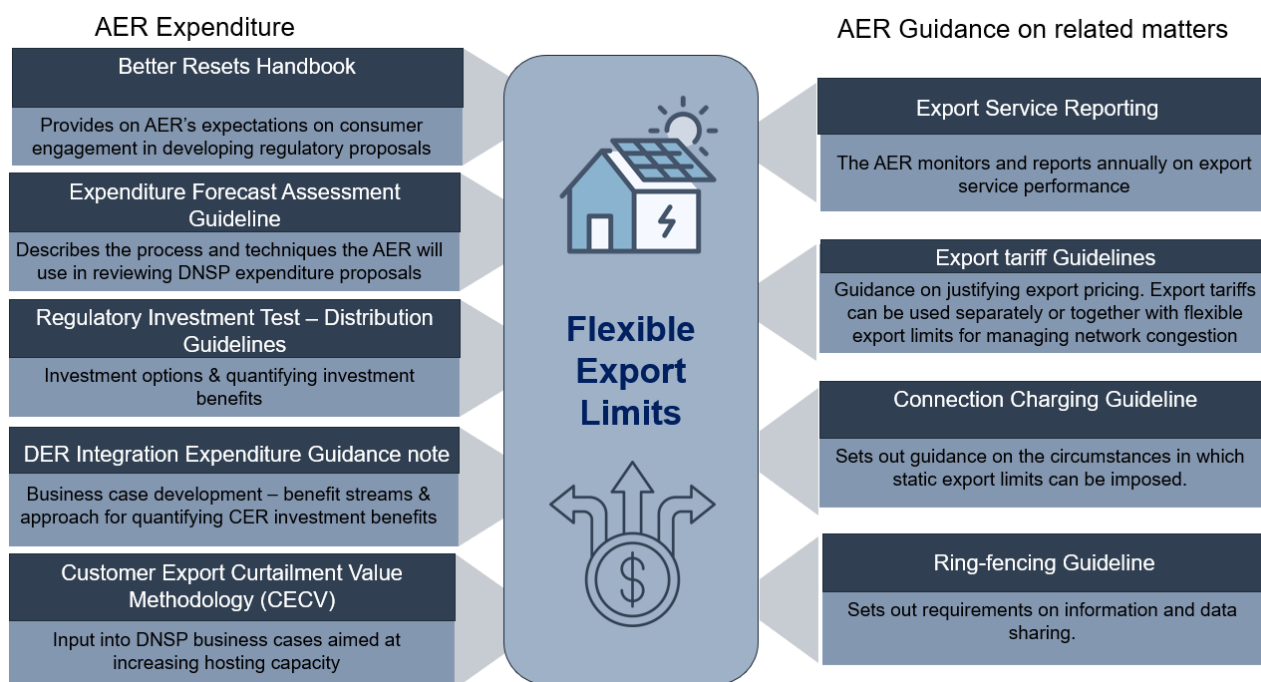 AER Expenditure
Better Resets Handbook
Provides on AER's expectations on consumer
engagement in developing regulatory proposals
Expenditure Forecast Assessment
Guideline
Describes the process and techniques the AER will
use in reviewing DNSP expenditure proposals
Regulatory Investment Test – Distribution
Guidelines
Investment options & quantifying investment
benefits
DER Integration Expenditure Guidance note
Business case development – benefit streams &
approach for quantifying CER investment benefits
Customer Export Curtailment Value
Methodology (CECV)
Input into DNSP business cases aimed at
increasing hosting capacity
Flexible
Export
Limits
$
AER Guidance on related matters
Export Service Reporting
The AER monitors and reports annually on export
service performance
Export tariff Guidelines
Guidance on justifying export pricing. Export tariffs
can be used separately or together with flexible
export limits for managing network congestion
Connection Charging Guideline
Sets out guidance on the circumstances in which
static export limits can be imposed.
Ring-fencing Guideline
Sets out requirements on information and data
sharing.